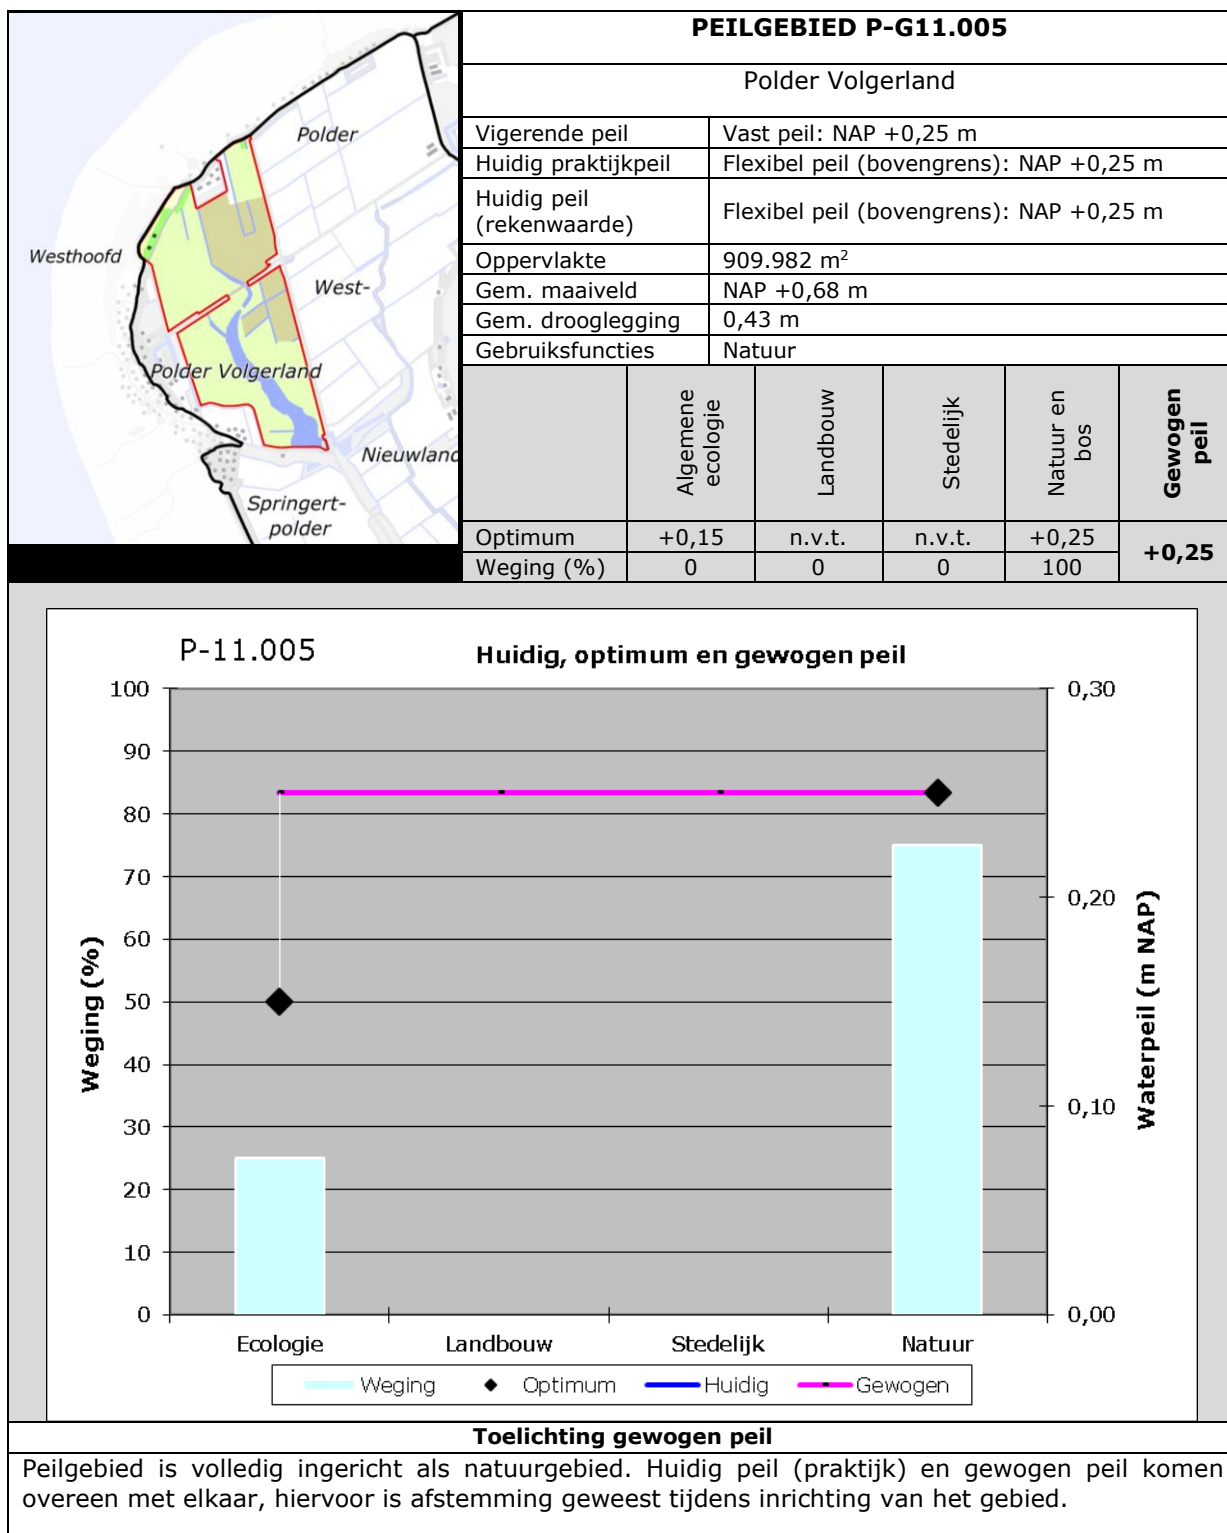 Polder
Westhoofd
West-
Polder Volgerland
Nieuwland
Springert-
polder
PEILGEBIED P-G11.005
Polder Volgerland
Vigerende peil Vast peil: NAP +0,25 m
Huidig praktijkpeil Flexibel peil (bovengrens): NAP +0,25 m
Huidig peil
(rekenwaarde) Flexibel peil (bovengrens): NAP +0,25 m
Oppervlakte 909.982 m²
Gem. maaiveld NAP +0,68 m
Gem. drooglegging 0,43 m
Gebruiksfuncties Natuur
Algemene
ecologie
Landbouw
Stedelijk
Natuur en
bos
Gewogen
peil
Optimum +0,15 n.v.t. n.v.t. +0,25 +0,25
Weging (%) 0 0 0 100
P-11.005 Huidig, optimum en gewogen peil
100
90
80
70
60
50
40
30
20
10
0
Weging (%)
0,30
0,20
0,10
0,00
Waterpeil (m NAP)
Ecologie Landbouw Stedelijk Natuur
Weging Optimum Huidig Gewogen
Toelichting gewogen peil
Peilgebied is volledig ingericht als natuurgebied. Huidig peil (praktijk) en gewogen peil komen
overeen met elkaar, hiervoor is afstemming geweest tijdens inrichting van het gebied.